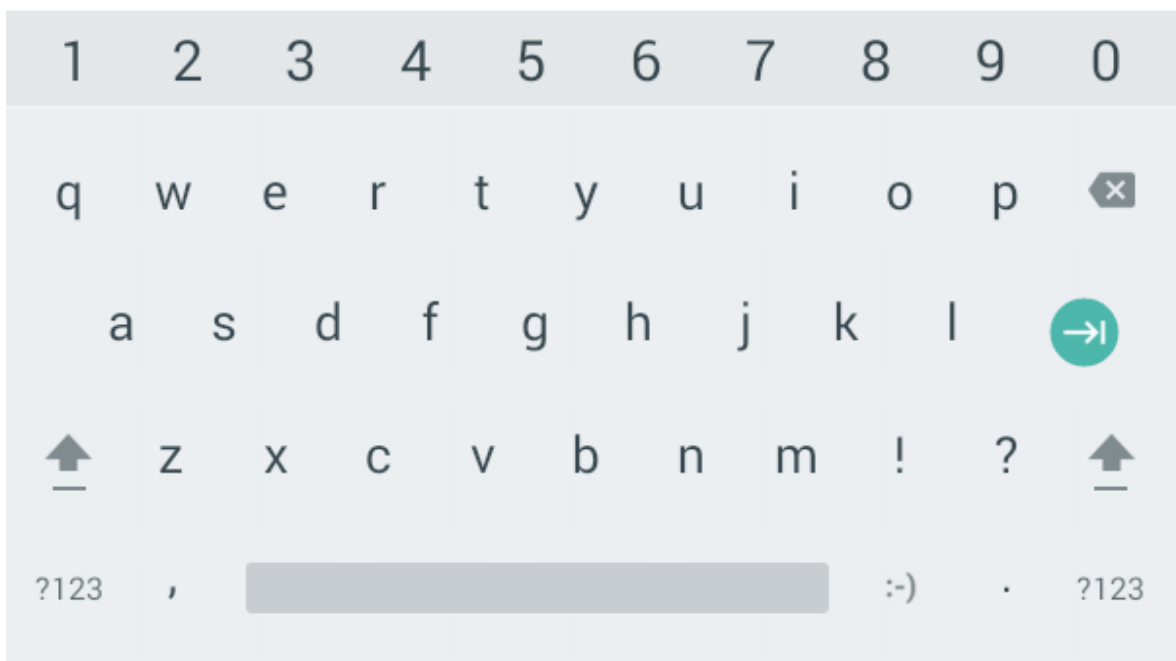 1 2 3 4 5 6 7 8 9 0
q w e r t y u i o p
a s d f g h j k l
z x c v b n m ! ?
?123 , :-) . ?123